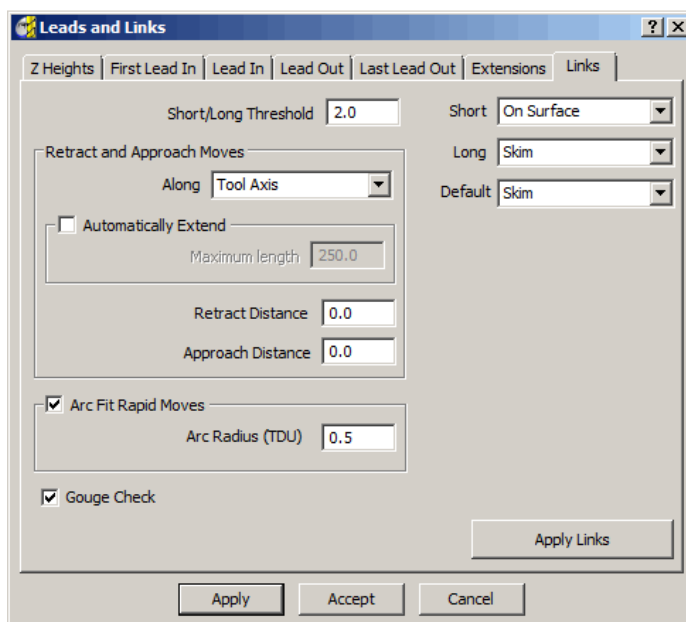 Leads and Links
Z Heights First Lead In Lead In Lead Out Last Lead Out Extensions Links
Short/Long Threshold 2.0 Short On Surface
Retract and Approach Moves Long Skim
Along Tool Axis Default Skim
Automatically Extend
Maximum length 250.0
Retract Distance 0.0
Approach Distance 0.0
Arc Fit Rapid Moves
Arc Radius (TDU) 0.5
Gouge Check
Apply Links
Apply Accept Cancel